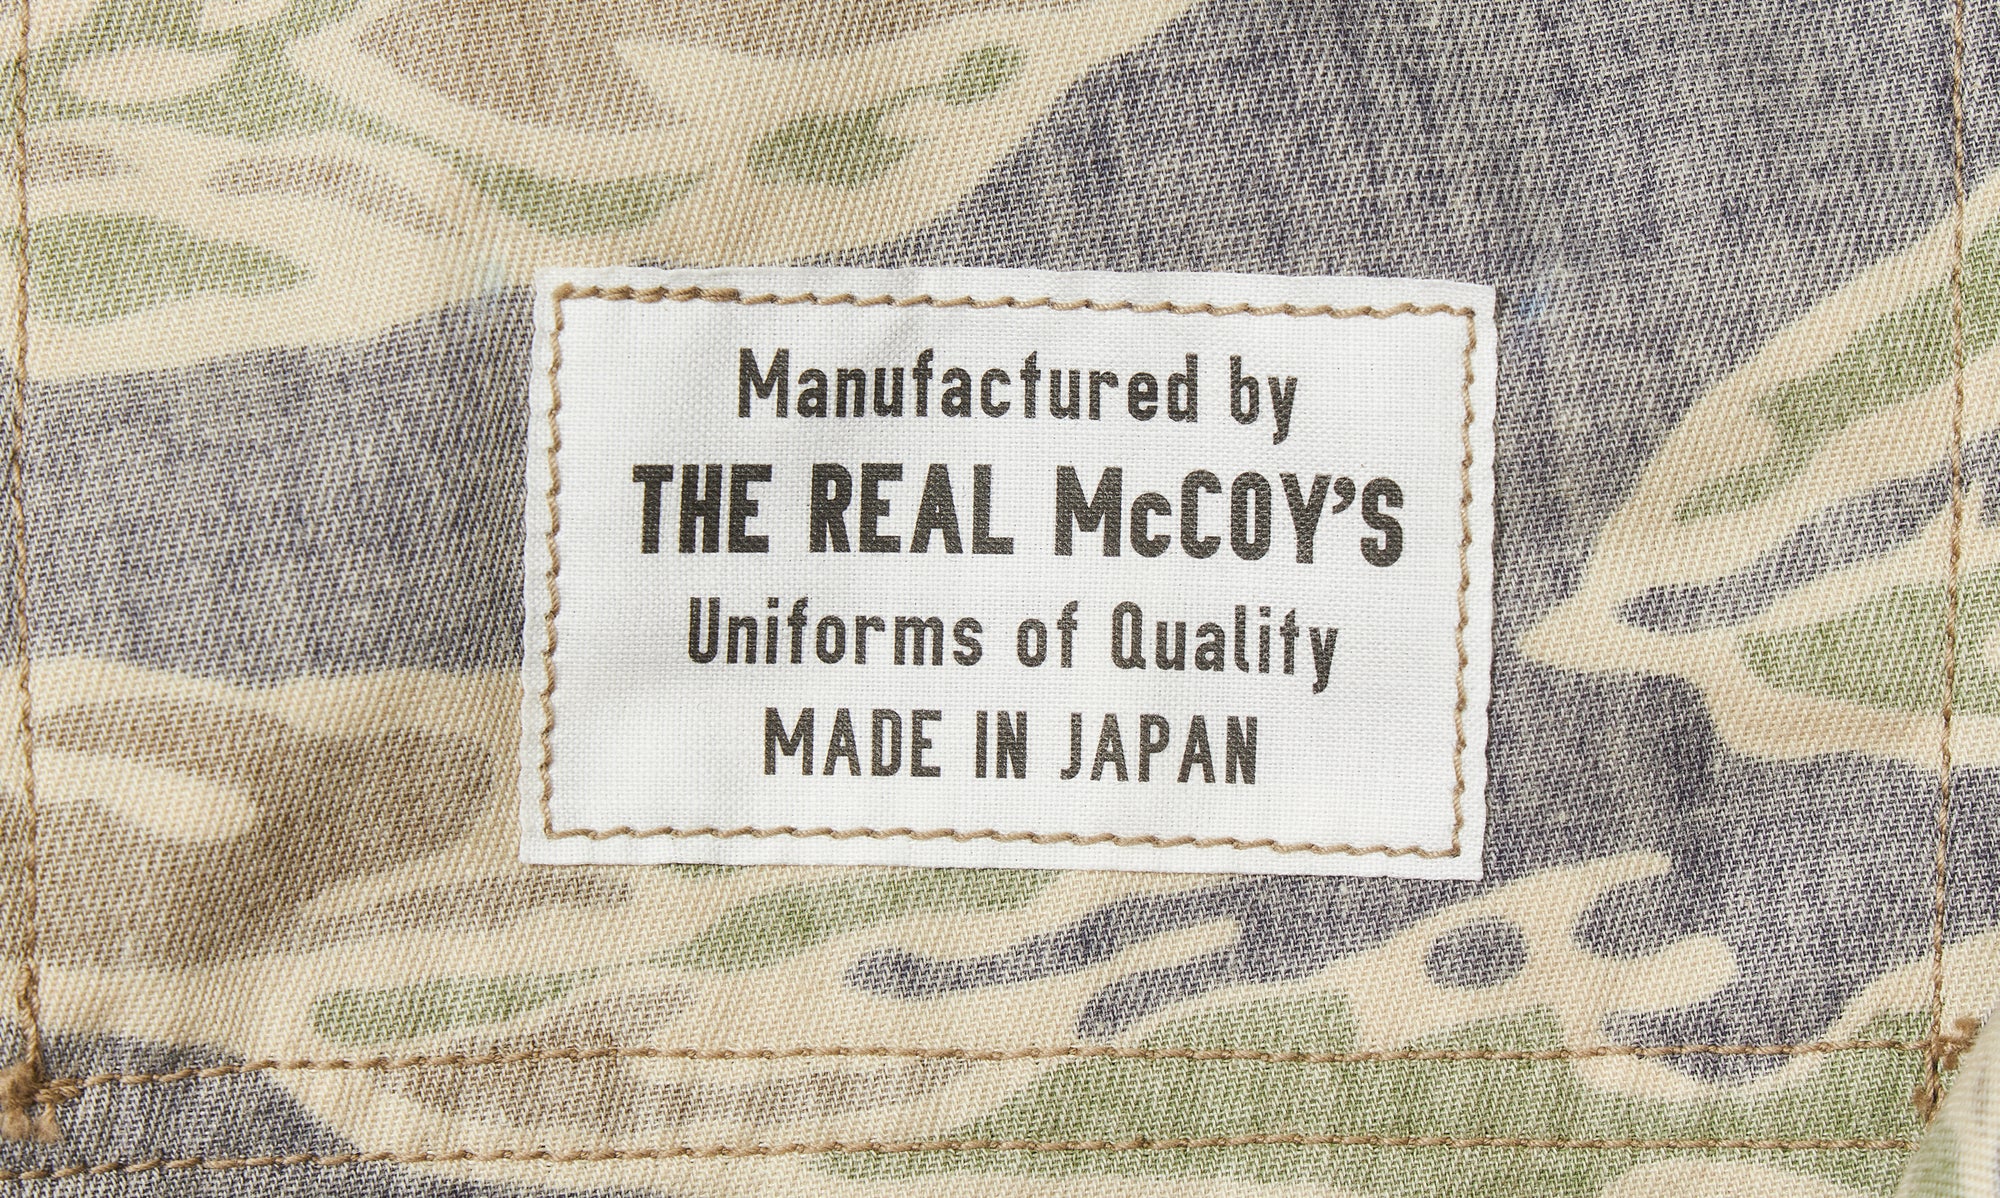 Manufactured by
THE REAL McCOY'S
Uniforms of Quality
MADE IN JAPAN